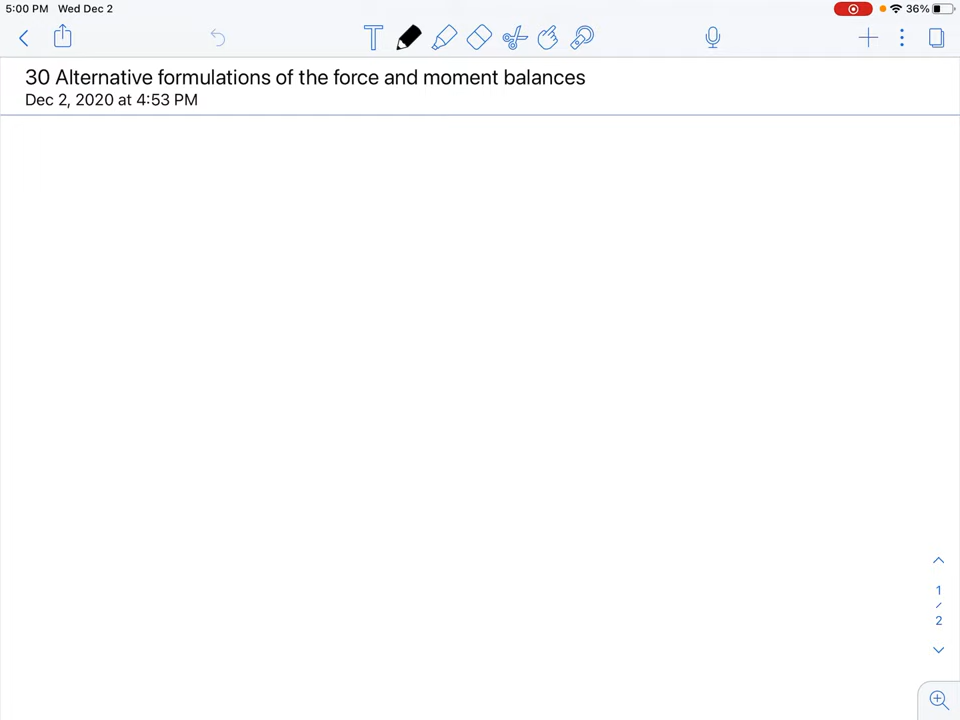 5:00 PM Wed Dec 2
36%
T
30 Alternative formulations of the force and moment balances
Dec 2, 2020 at 4:53 PM
1
/
2